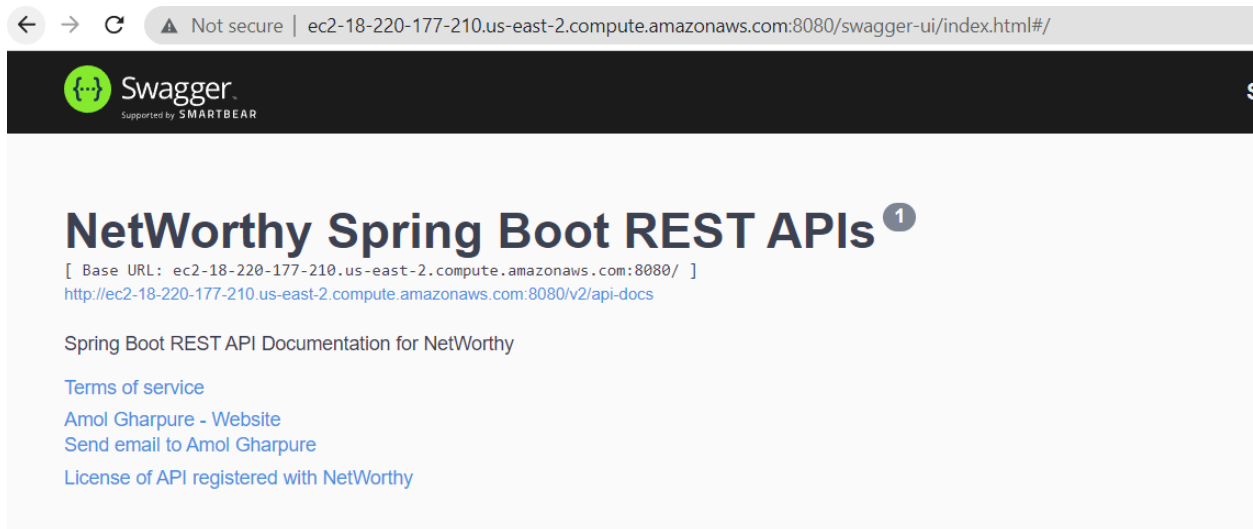 Not secure | ec2-18-220-177-210.us-east-2.compute.amazonaws.com:8080/swagger-ui/index.html#/
{···} Swagger.
Supported by SMARTBEAR
NetWorthy Spring Boot REST APIs 1
[ Base URL: ec2-18-220-177-210.us-east-2.compute.amazonaws.com:8080/ ]
http://ec2-18-220-177-210.us-east-2.compute.amazonaws.com:8080/v2/api-docs
Spring Boot REST API Documentation for NetWorthy
Terms of service
Amol Gharpure - Website
Send email to Amol Gharpure
License of API registered with NetWorthy